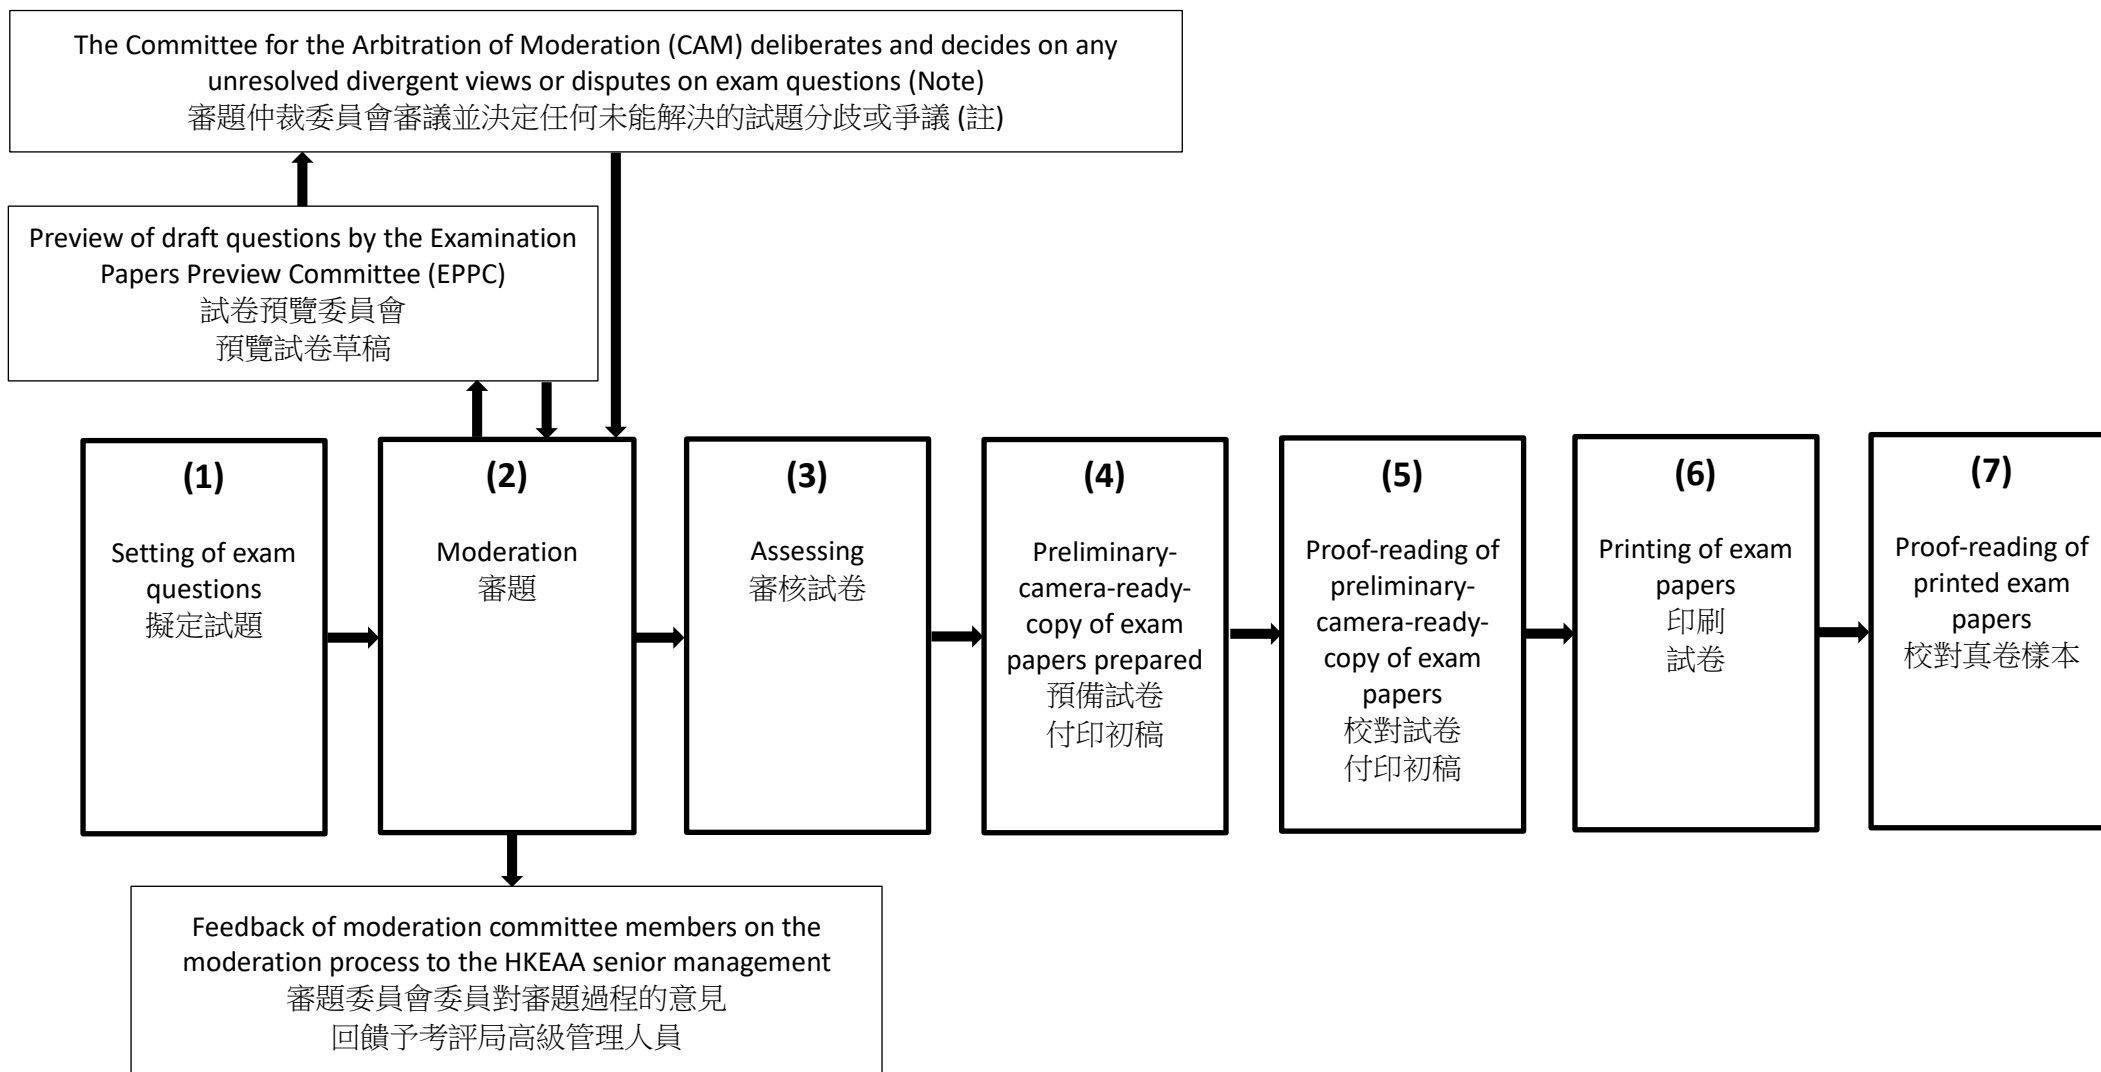 The Committee for the Arbitration of Moderation (CAM) deliberates and decides on any
unresolved divergent views or disputes on exam questions (Note)
審題仲裁委員會審議並決定任何未能解決的試題分歧或爭議 (註)
Preview of draft questions by the Examination
Papers Preview Committee (EPPC)
試卷預覽委員會
預覽試卷草稿
(1)
Setting of exam
questions
擬定試題
(2)
Moderation
審題
(3)
Assessing
審核試卷
(4)
Preliminary-
camera-ready-
copy of exam
papers prepared
預備試卷
付印初稿
(5)
Proof-reading of
preliminary-
camera-ready-
copy of exam
papers
校對試卷
付印初稿
(6)
Printing of exam
papers
印刷
試卷
(7)
Proof-reading of
printed exam
papers
校對真卷樣本
Feedback of moderation committee members on the
moderation process to the HKEAA senior management
審題委員會委員對審題過程的意見
回饋予考評局高級管理人員